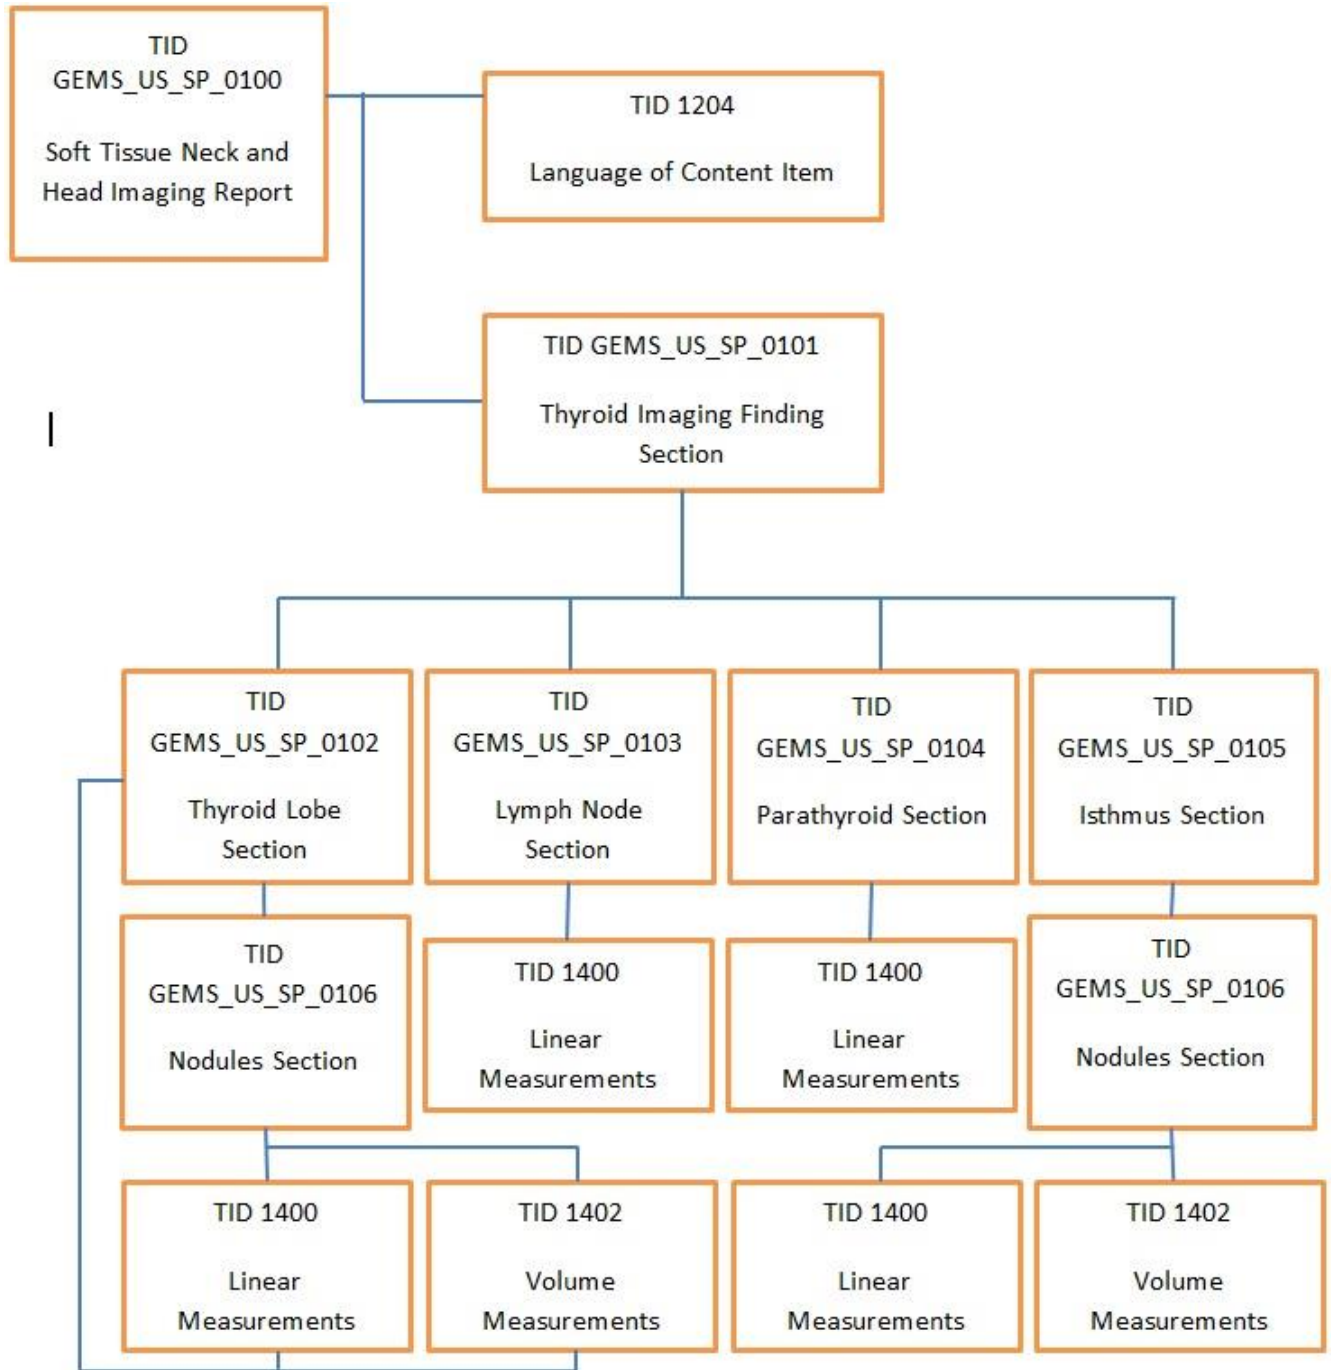 TID
GEMS_US_SP_0100
Soft Tissue Neck and
Head Imaging Report
TID 1204
Language of Content Item
TID GEMS_US_SP_0101
Thyroid Imaging Finding
Section
TID
GEMS_US_SP_0102
Thyroid Lobe
Section
TID
GEMS_US_SP_0103
Lymph Node
Section
TID
GEMS_US_SP_0104
Parathyroid Section
TID
GEMS_US_SP_0105
Isthmus Section
TID
GEMS_US_SP_0106
Nodules Section
TID 1400
Linear
Measurements
TID 1400
Linear
Measurements
TID
GEMS_US_SP_0106
Nodules Section
TID 1400
Linear
Measurements
TID 1402
Volume
Measurements
TID 1400
Linear
Measurements
TID 1402
Volume
Measurements